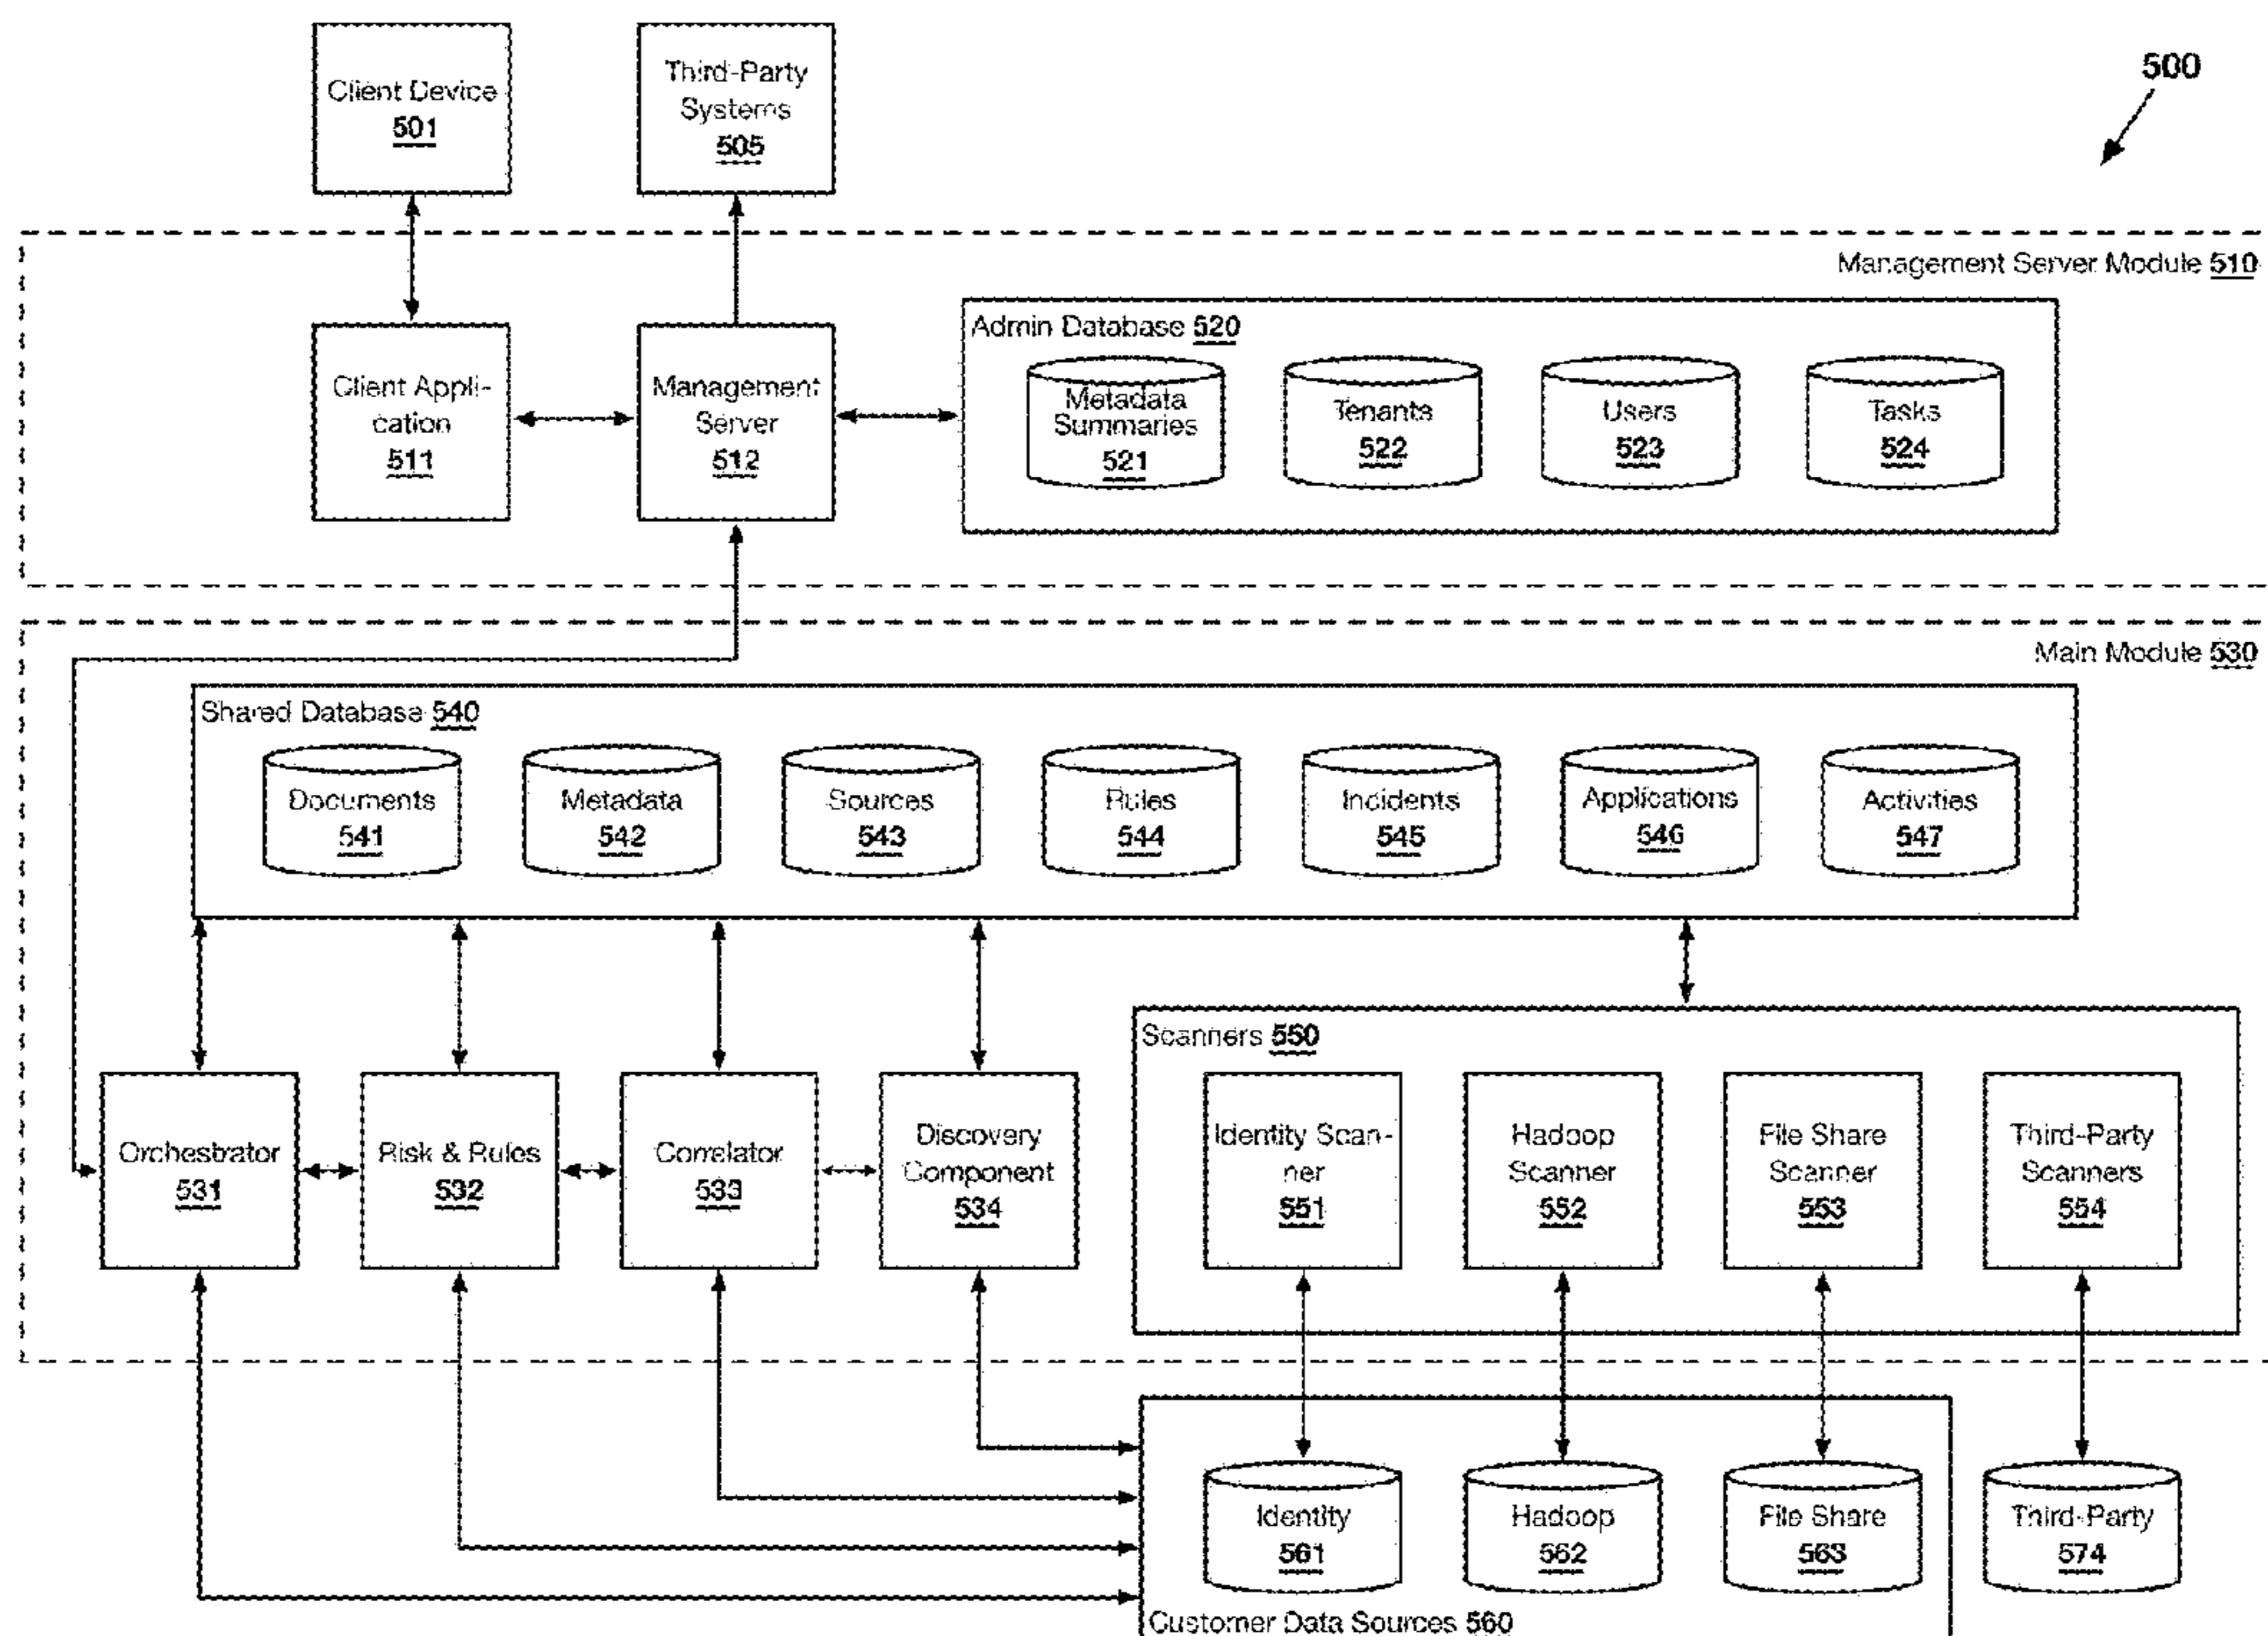 Client Device
501
Third-Party
Systems
505
500
Management Server Module 510
Client Appli-
cation
511
Management
Server
512
Admin Database 520
Metadata
Summaries
521
Tenants
522
Users
523
Tasks
524
Main Module 530
Shared Database 540
Documents
541
Metadata
542
Sources
543
Rules
544
Incidents
545
Applications
546
Activities
547
Orchestrator
531
Risk & Rules
532
Correlator
533
Discovery
Component
534
Scanners 550
Identity Scan-
ner
551
Hadoop
Scanner
552
File Share
Scanner
553
Third-Party
Scanners
554
Identity
561
Hadoop
562
File Share
563
Third-Party
574
Customer Data Sources 560